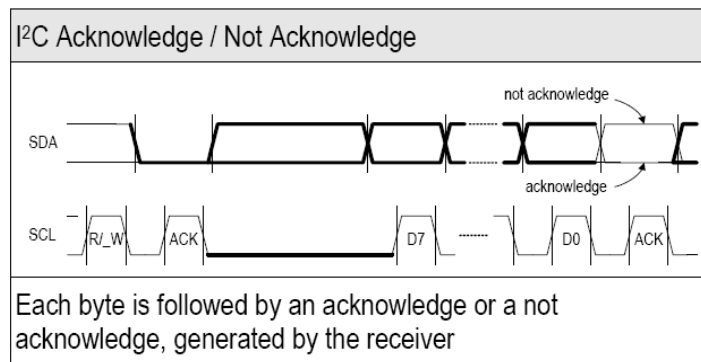 I²C Acknowledge / Not Acknowledge
not acknowledge
SDA
acknowledge
SCL R/_W ACK D7 D0 ACK
Each byte is followed by an acknowledge or a not
acknowledge, generated by the receiver